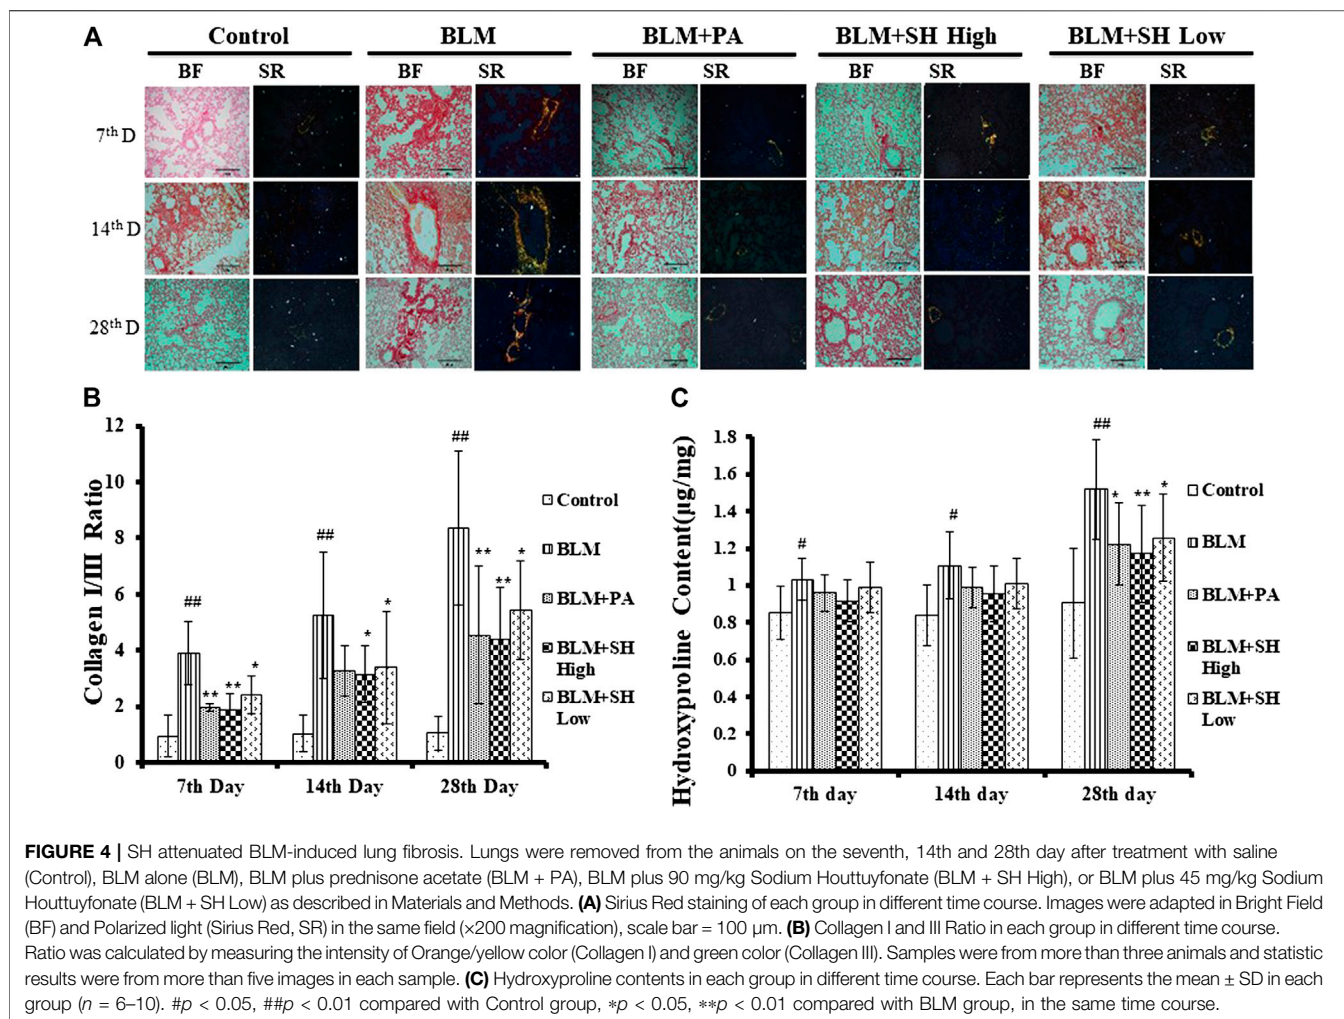 A
Control BLM BLM+PA BLM+SH High BLM+SH Low
BF SR BF SR BF SR BF SR BF SR
7th D
14th D
28th D
B
Collagen I/III Ratio
12
10
8
6
4
2
0
##
**
**
*
##
*
*
##
**
**
*
7th Day 14th Day 28th Day
Control
BLM
BLM+PA
BLM+SH
High
BLM+SH
Low
C
Hydroxyproline Content(μg/mg)
1.8
1.6
1.4
1.2
1
0.8
0.6
0.4
0.2
0
#
#
##
*
**
*
7th day 14th day 28th day
Control
BLM
BLM+PA
BLM+SH
High
BLM+SH
Low
FIGURE 4 | SH attenuated BLM-induced lung fibrosis. Lungs were removed from the animals on the seventh, 14th and 28th day after treatment with saline
(Control), BLM alone (BLM), BLM plus prednisone acetate (BLM + PA), BLM plus 90 mg/kg Sodium Houttuyfonate (BLM + SH High), or BLM plus 45 mg/kg Sodium
Houttuyfonate (BLM + SH Low) as described in Materials and Methods. (A) Sirius Red staining of each group in different time course. Images were adapted in Bright Field
(BF) and Polarized light (Sirius Red, SR) in the same field (×200 magnification), scale bar = 100 μm. (B) Collagen I and III Ratio in each group in different time course.
Ratio was calculated by measuring the intensity of Orange/yellow color (Collagen I) and green color (Collagen III). Samples were from more than three animals and statistic
results were from more than five images in each sample. (C) Hydroxyproline contents in each group in different time course. Each bar represents the mean ± SD in each
group (n = 6–10). #p < 0.05, ##p < 0.01 compared with Control group, *p < 0.05, **p < 0.01 compared with BLM group, in the same time course.